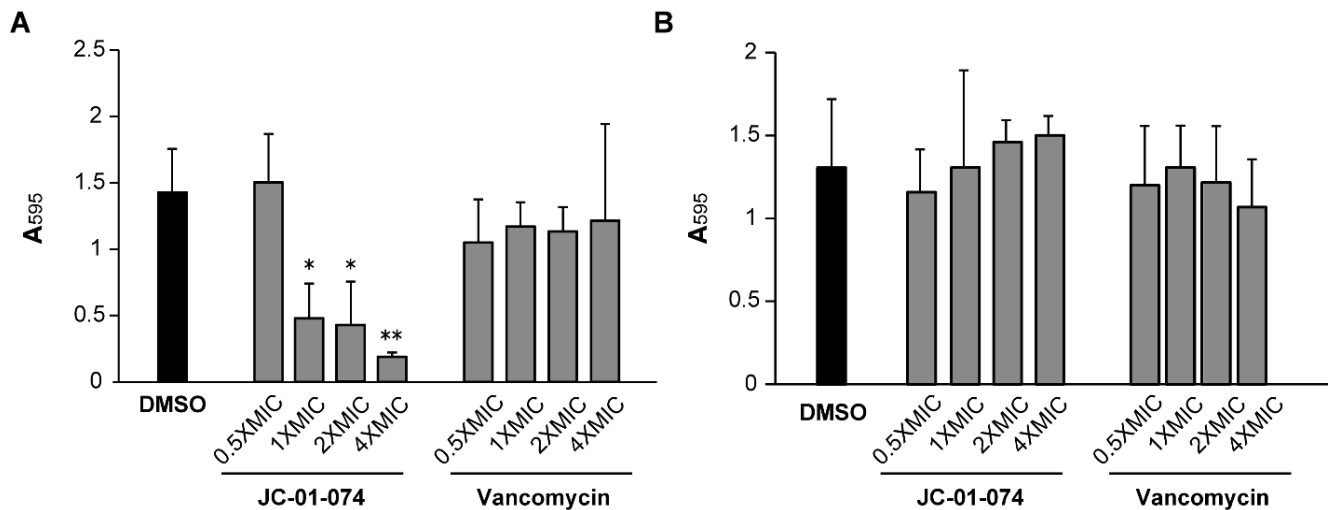 A
2.5
2
1.5
1
0.5
0
A595
* * **
DMSO
0.5XMIC 1XMIC 2XMIC 4XMIC
0.5XMIC 1XMIC 2XMIC 4XMIC
JC-01-074
Vancomycin
B
2
1.5
1
0.5
0
A595
DMSO
0.5XMIC 1XMIC 2XMIC 4XMIC
0.5XMIC 1XMIC 2XMIC 4XMIC
JC-01-074
Vancomycin